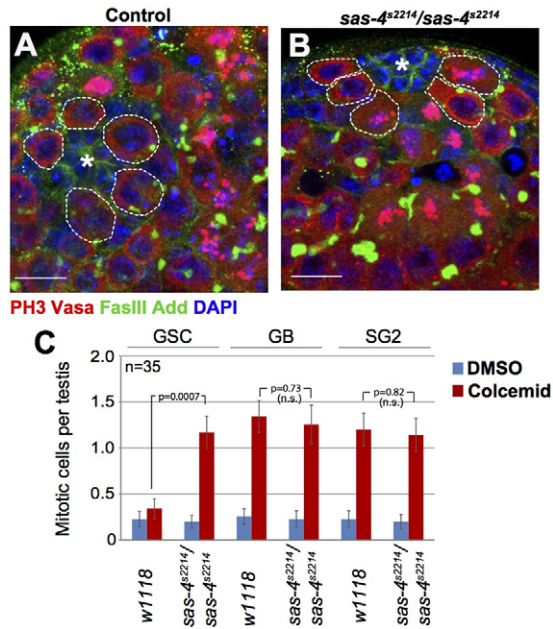 Control
sas-4s2214/sas-4s2214
A
*
B
*
PH3 Vasa FasIII Add DAPI
C
GSC
GB
SG2
n=35
DMSO
Colcemid
p=0.0007
p=0.73
(n.s.)
p=0.82
(n.s.)
Mitotic cells per testis
2.0
1.5
1.0
0.5
0
w1118
sas-4s2214/
sas-4s2214
w1118
sas-4s2214/
sas-4s2214
w1118
sas-4s2214/
sas-4s2214